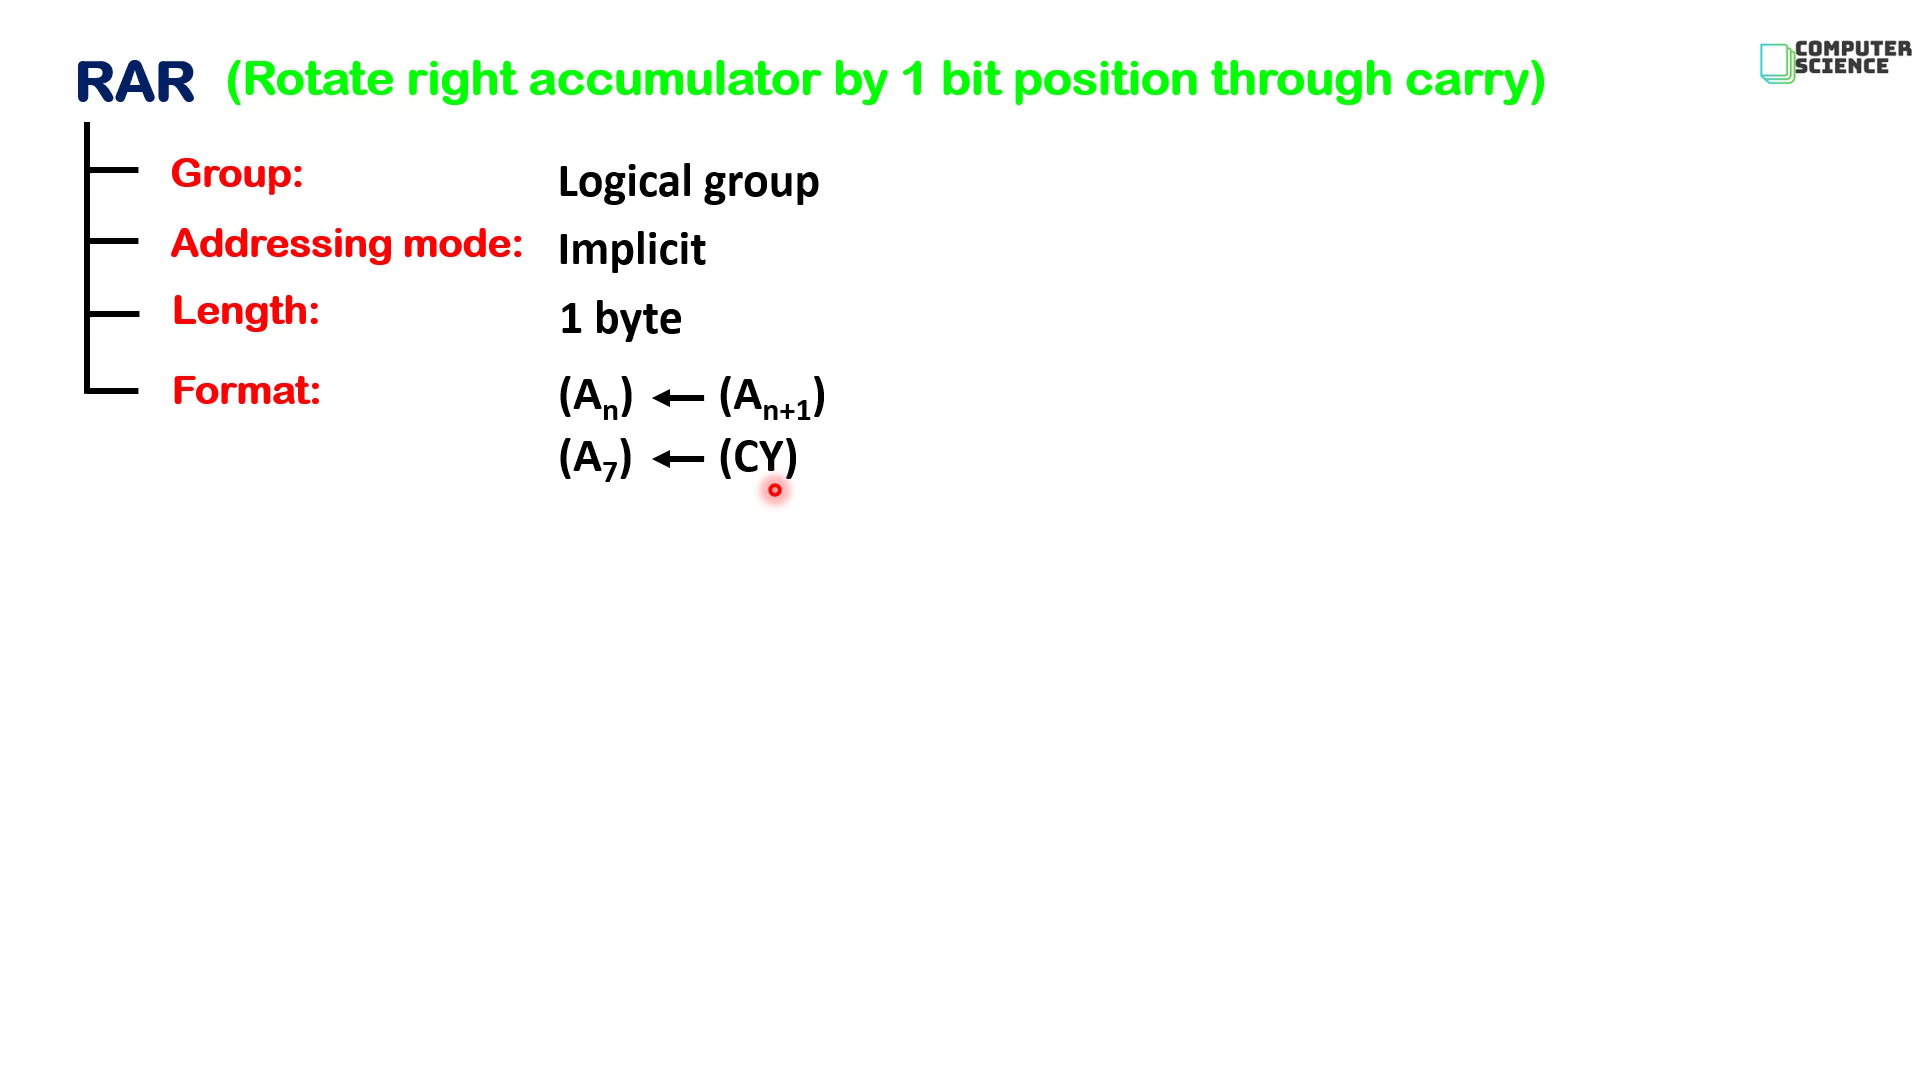 RAR (Rotate right accumulator by 1 bit position through carry)
COMPUTER
SCIENCE
Group: Logical group
Addressing mode: Implicit
Length: 1 byte
Format: (Aₙ) ← (Aₙ₊₁)
(A₇) ← (CY)